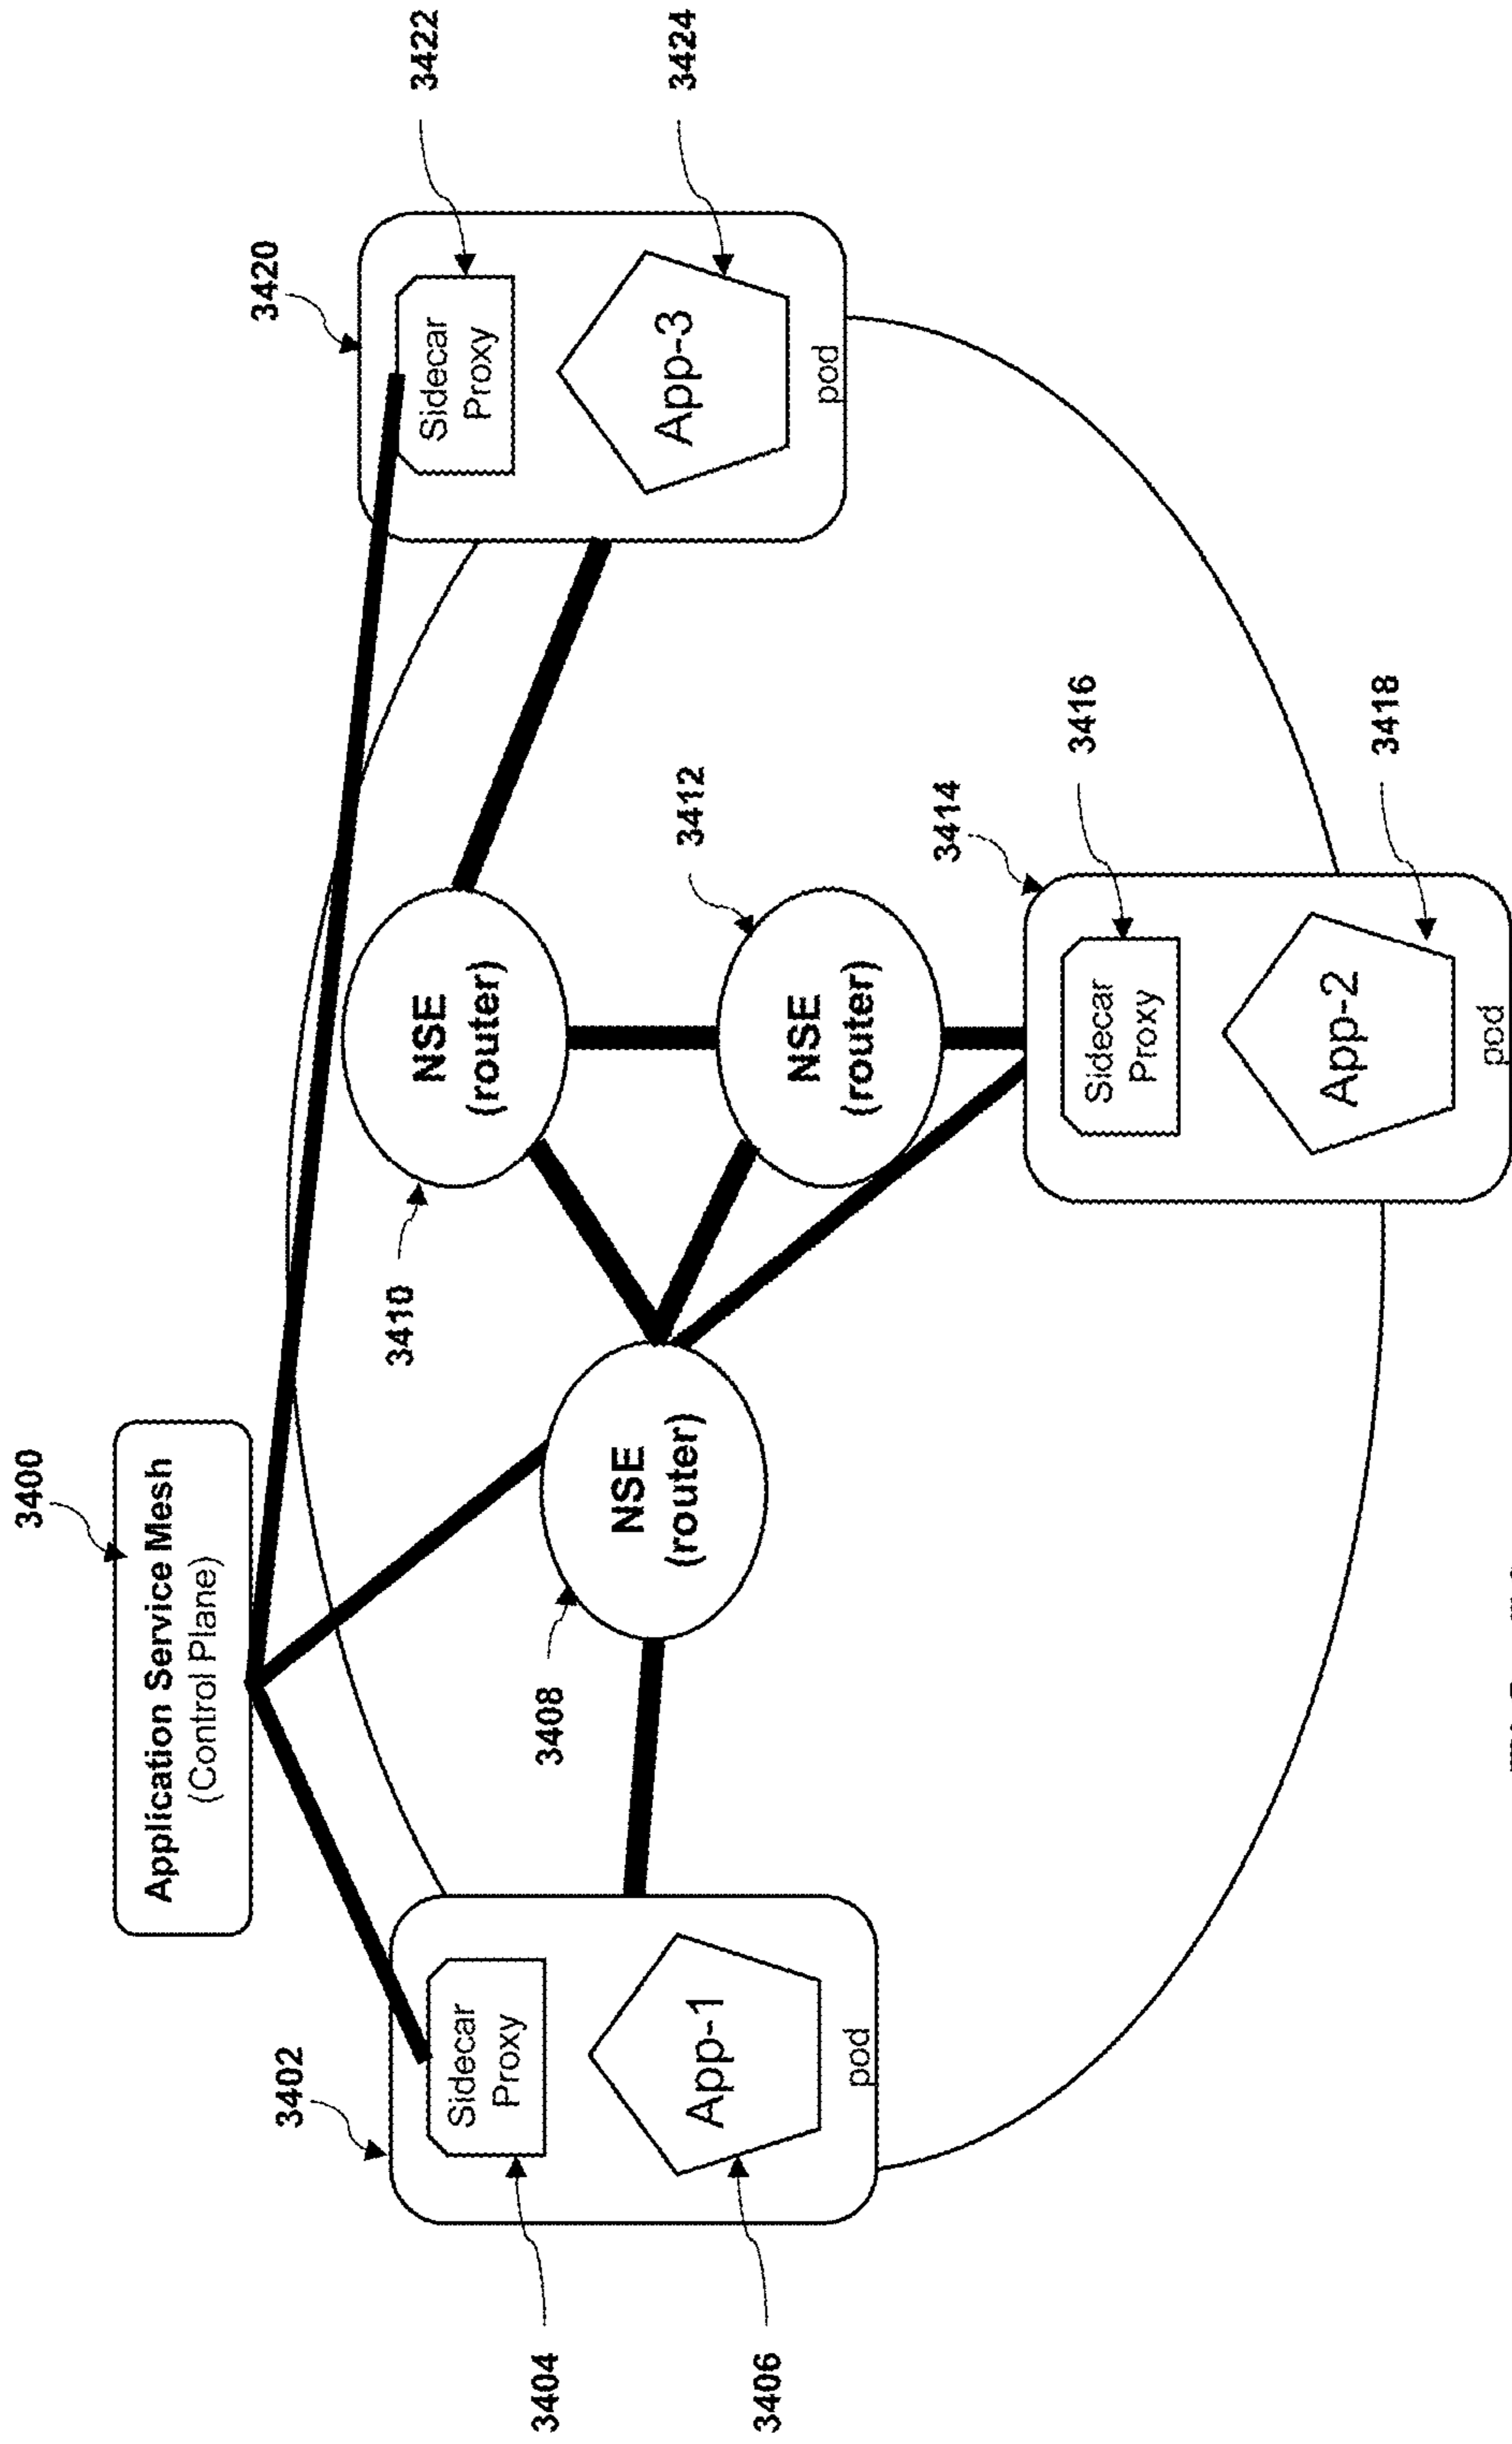 3400
Application Service Mesh
(Control Plane)
3402
Sidecar
Proxy
App-1
pod
3404
3406
3408
NSE
(router)
3410
NSE
(router)
3412
NSE
(router)
3414
Sidecar
Proxy
App-2
pod
3416
3418
3420
Sidecar
Proxy
App-3
pod
3422
3424